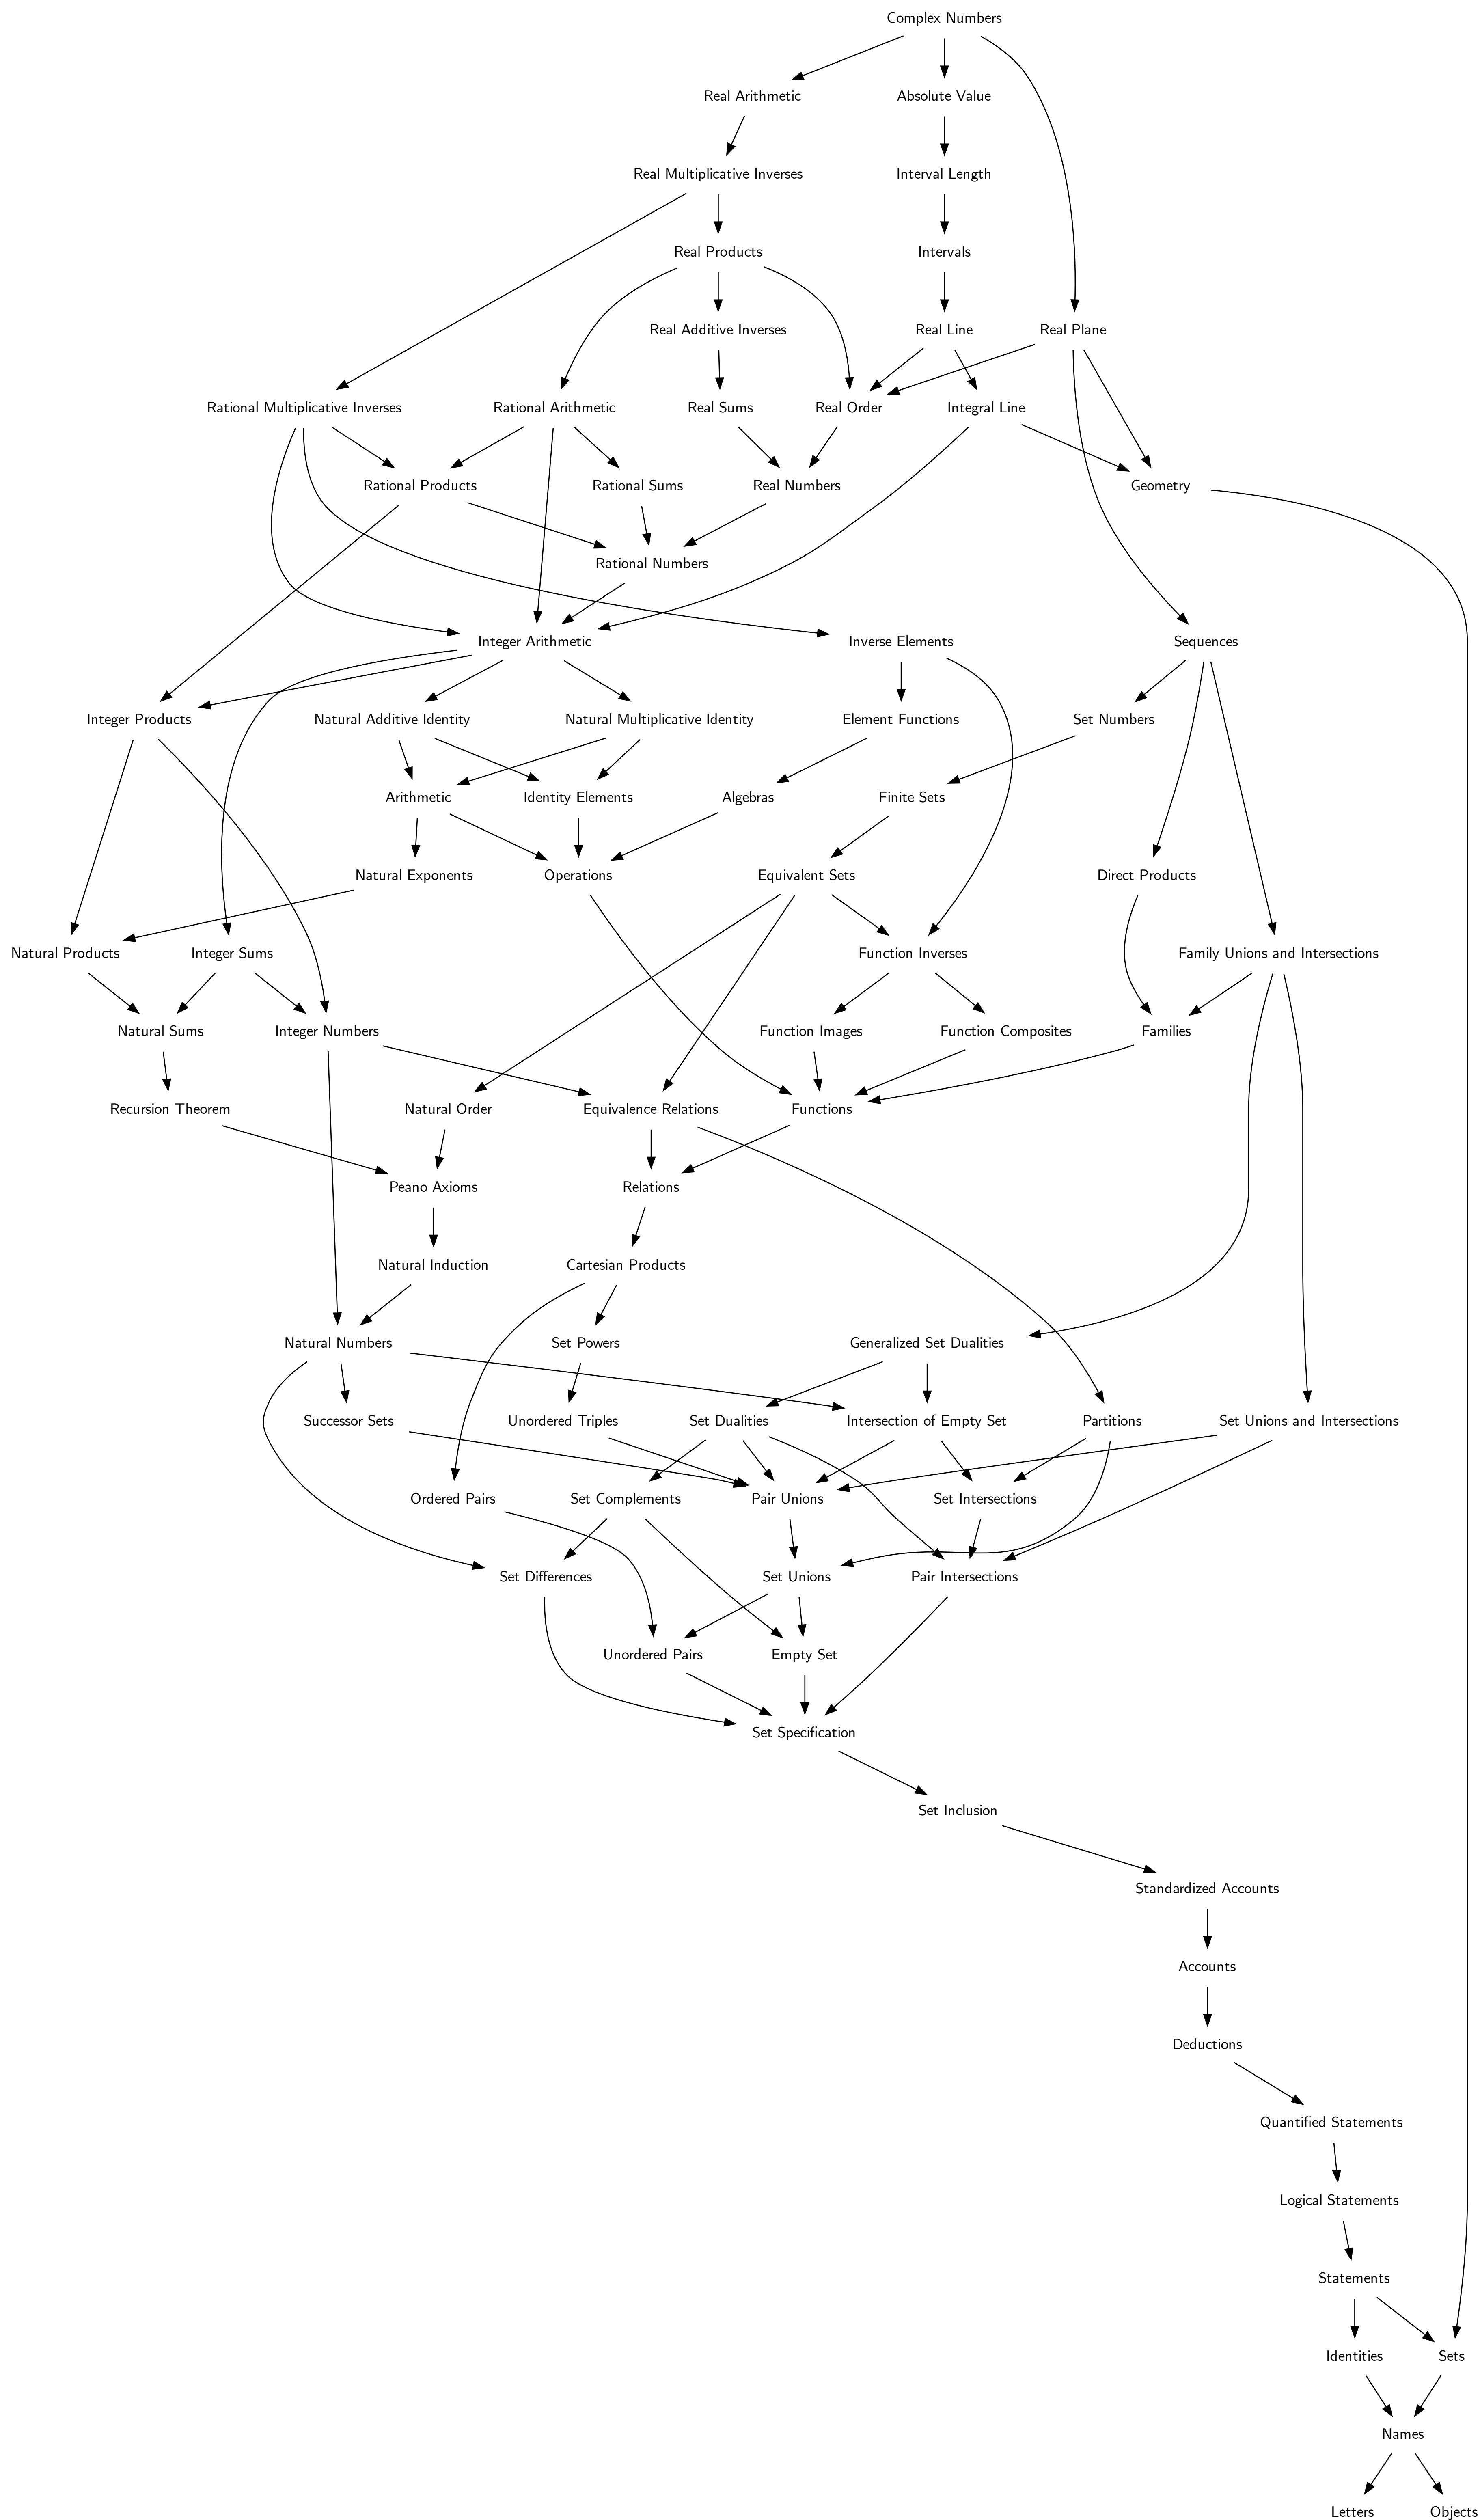 Complex Numbers
Real Arithmetic
Absolute Value
Real Multiplicative Inverses
Interval Length
Real Products
Intervals
Real Additive Inverses
Real Line
Real Plane
Rational Multiplicative Inverses
Rational Arithmetic
Real Sums
Real Order
Integral Line
Rational Products
Rational Sums
Real Numbers
Geometry
Rational Numbers
Integer Arithmetic
Inverse Elements
Sequences
Integer Products
Natural Additive Identity
Natural Multiplicative Identity
Element Functions
Set Numbers
Arithmetic
Identity Elements
Algebras
Finite Sets
Natural Exponents
Operations
Equivalent Sets
Direct Products
Natural Products
Integer Sums
Function Inverses
Family Unions and Intersections
Natural Sums
Integer Numbers
Function Images
Function Composites
Families
Recursion Theorem
Natural Order
Equivalence Relations
Functions
Peano Axioms
Relations
Natural Induction
Cartesian Products
Natural Numbers
Set Powers
Generalized Set Dualities
Successor Sets
Unordered Triples
Set Dualities
Intersection of Empty Set
Partitions
Set Unions and Intersections
Ordered Pairs
Set Complements
Pair Unions
Set Intersections
Set Differences
Set Unions
Pair Intersections
Unordered Pairs
Empty Set
Set Specification
Set Inclusion
Standardized Accounts
Accounts
Deductions
Quantified Statements
Logical Statements
Statements
Identities
Sets
Names
Letters
Objects